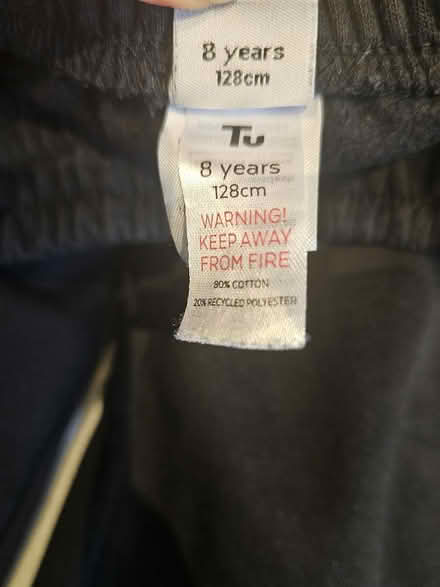 8 years
128cm
Tu
8 years
128cm
WARNING!
KEEP AWAY
FROM FIRE
80% COTTON
20% RECYCLED POLYESTER